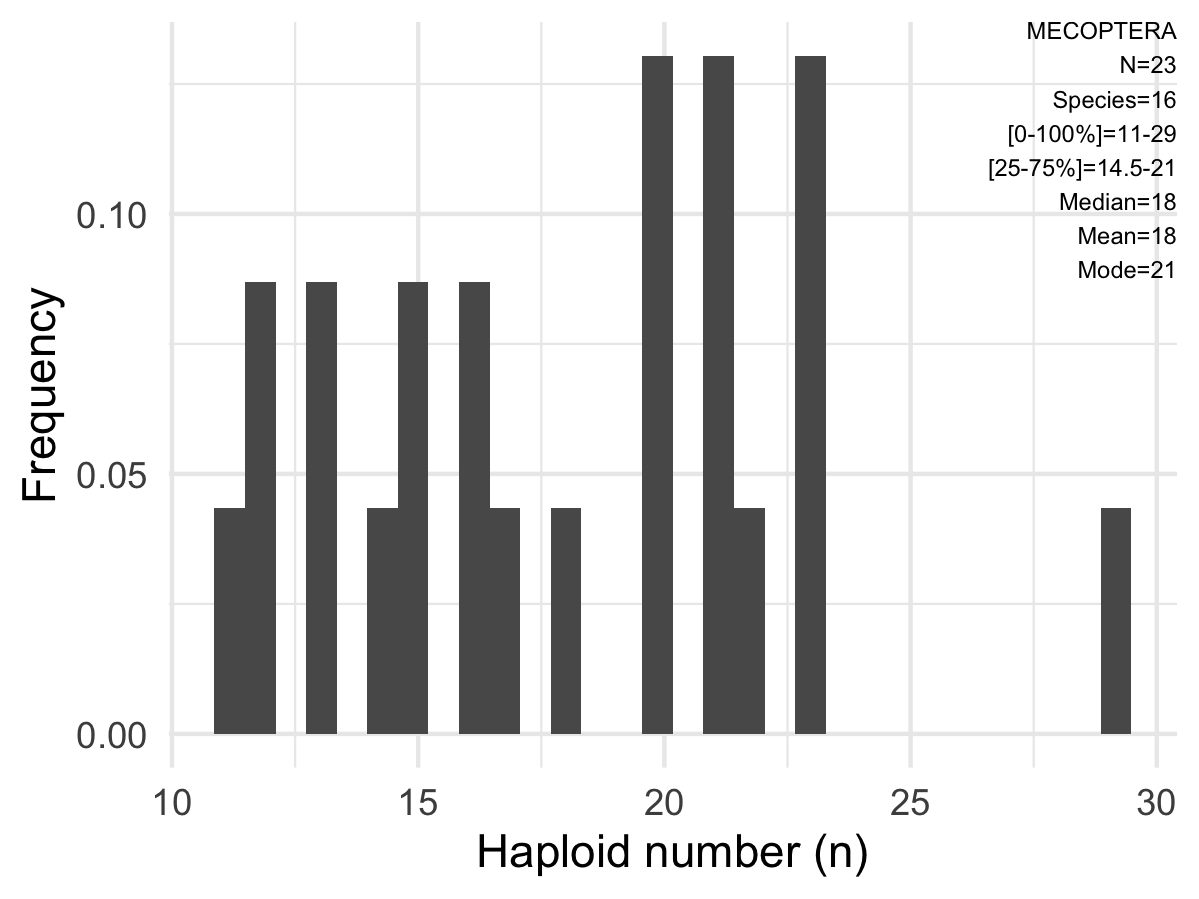 MECOPTERA
N=23
Species=16
[0-100%]=11-29
[25-75%]=14.5-21
Median=18
Mean=18
Mode=21
Frequency
0.10
0.05
0.00
10 15 20 25 30
Haploid number (n)